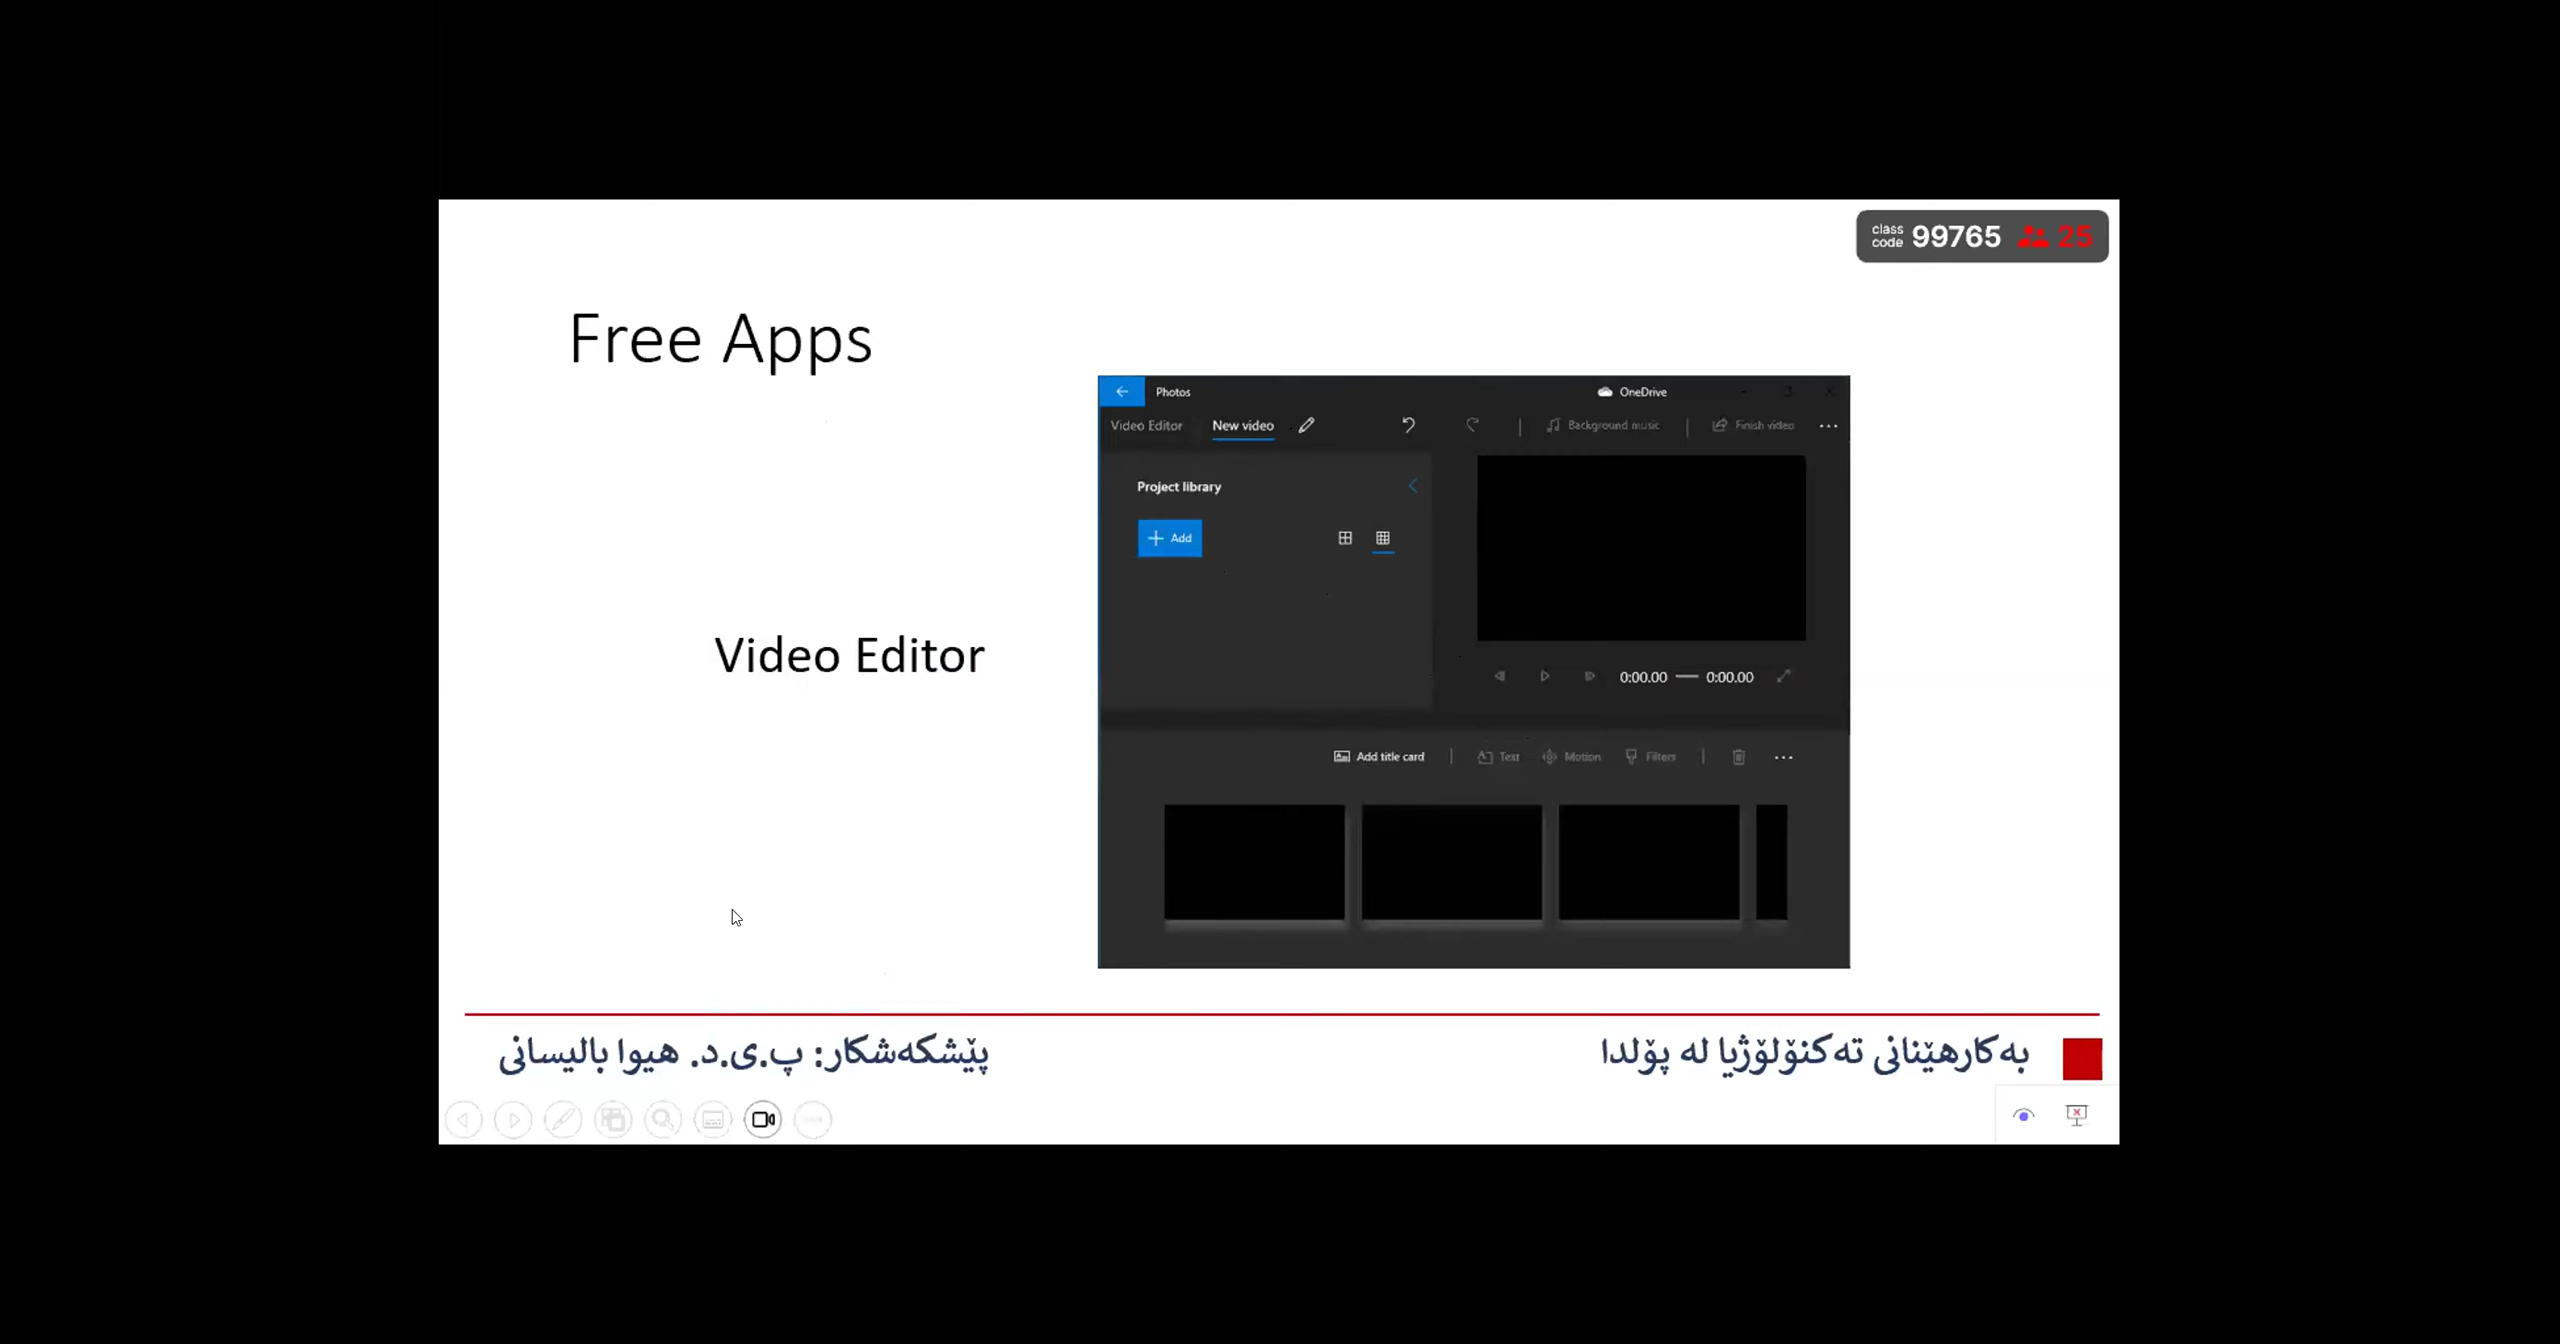 class code 99765 25
Free Apps
Photos
OneDrive
Video Editor New video
Background music
Finish video
Project library
Add
Video Editor
0:00.00 0:00.00
Add title card
Text
Motion
Filters
بەکارهێنانی تەکنۆلۆژیا لە پۆلدا
پێشکەشکار: پ.ی.د. هیوا بالیسانی